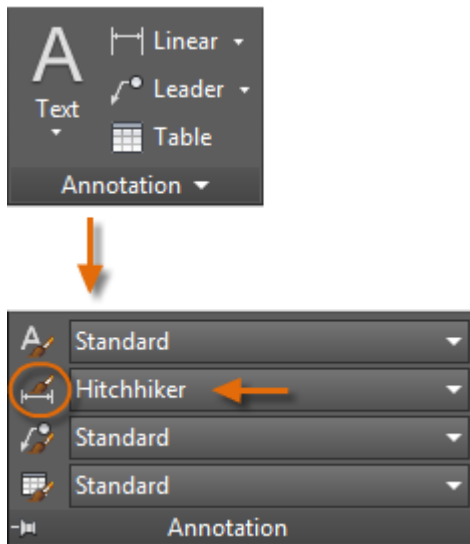 A
Text
Linear
Leader
Table
Annotation
A Standard
Hitchhiker
Standard
Standard
Annotation